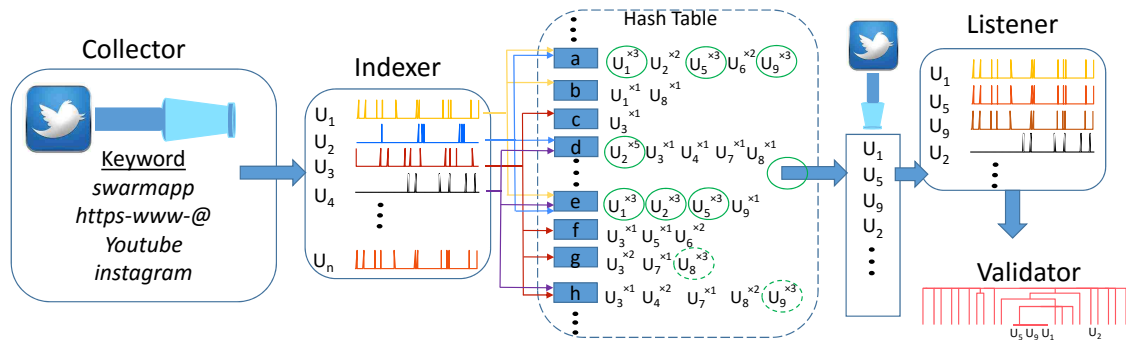 Collector
Keyword
swarmapp
https-www-@
Youtube
instagram
Indexer
U1
U2
U3
U4
Un
Hash Table
a U1×3 U2×2 U5×3 U6×2 U9×3
b U1×1 U8×1
c U3×1
d U2×5 U3×1 U4×1 U7×1 U8×1
e U1×3 U2×3 U5×3 U9×1
f U3×1 U5×1 U6×2
g U3×2 U7×1 U8×3
h U3×1 U4×2 U7×1 U8×2 U9×3
U1
U5
U9
U2
Listener
U1
U5
U9
U2
Validator
U5 U9 U1 U2